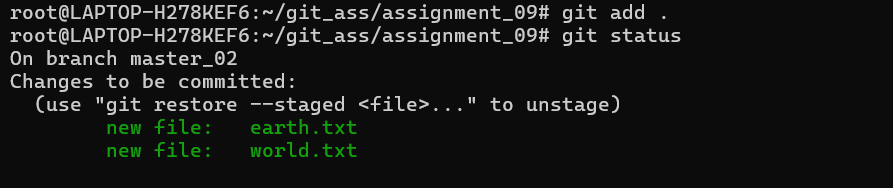 root@LAPTOP-H278KEF6:~/git_ass/assignment_09# git add .
root@LAPTOP-H278KEF6:~/git_ass/assignment_09# git status
On branch master_02
Changes to be committed:
  (use "git restore --staged <file>..." to unstage)
        new file:   earth.txt
        new file:   world.txt